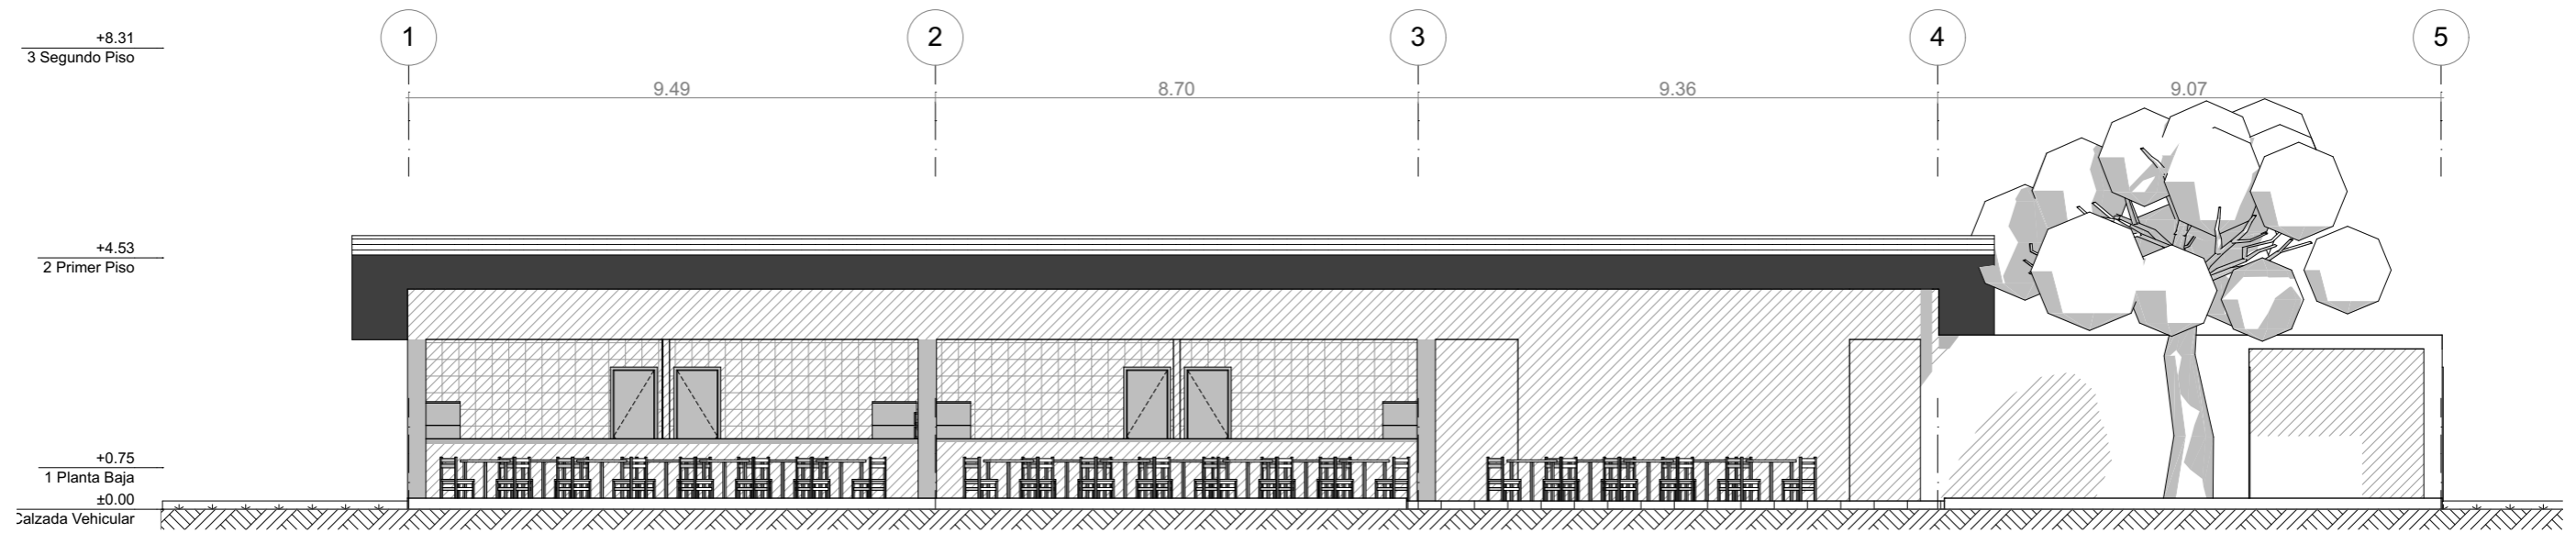 1 2 3 4 5
+8.31
3 Segundo Piso
9.49 8.70 9.36 9.07
+4.53
2 Primer Piso
+0.75
1 Planta Baja
±0.00
Calzada Vehicular